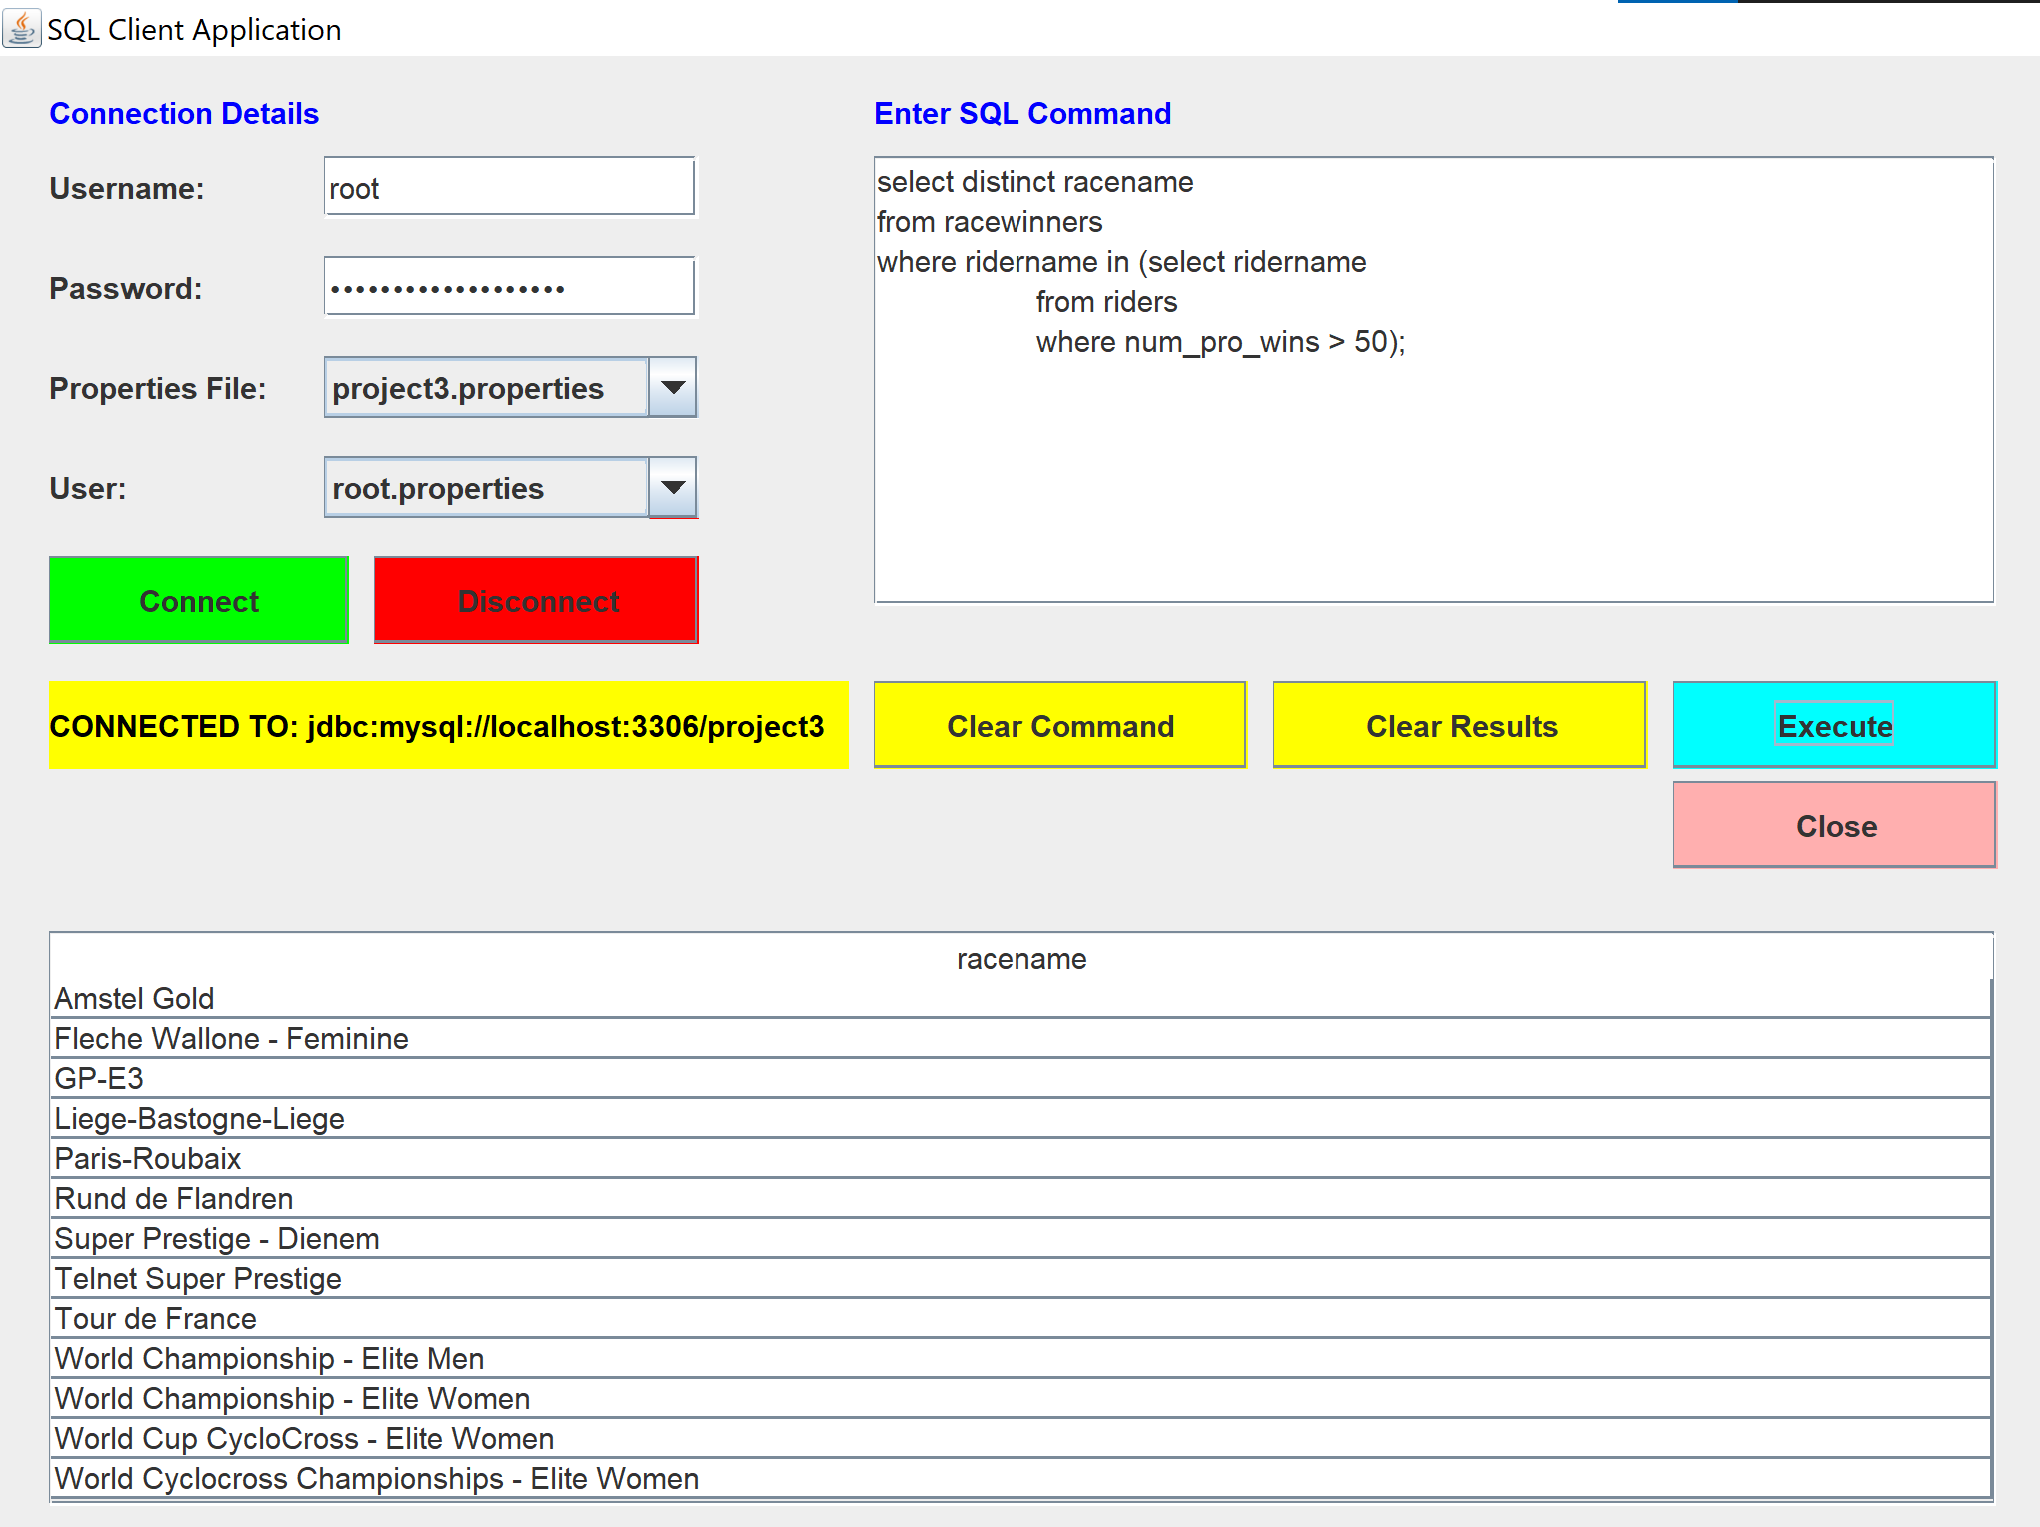 SQL Client Application
Connection Details
Username:
root
Password:
•••••••••••••••••••
Properties File:
project3.properties
User:
root.properties
Connect
Disconnect
Enter SQL Command
select distinct racename
from racewinners
where ridername in (select ridername
from riders
where num_pro_wins > 50);
CONNECTED TO: jdbc:mysql://localhost:3306/project3
Clear Command
Clear Results
Execute
Close
racename
Amstel Gold
Fleche Wallone - Feminine
GP-E3
Liege-Bastogne-Liege
Paris-Roubaix
Rund de Flandren
Super Prestige - Dienem
Telnet Super Prestige
Tour de France
World Championship - Elite Men
World Championship - Elite Women
World Cup CycloCross - Elite Women
World Cyclocross Championships - Elite Women